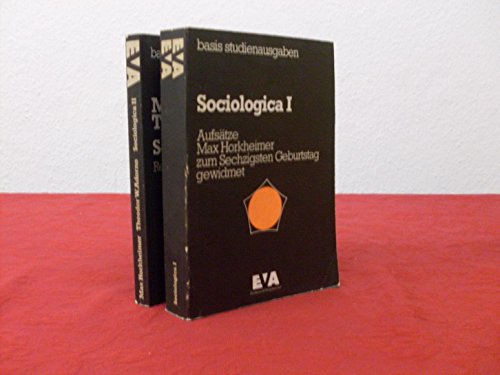 basis studienausgaben
Sociologica I
Aufsätze
Max Horkheimer
zum Sechzigsten Geburtstag
gewidmet
EVA
EVA
Sociologica I
EVA
Max Horkheimer Theodor W. Adorno Sociologica II
bas
M
T
S
R